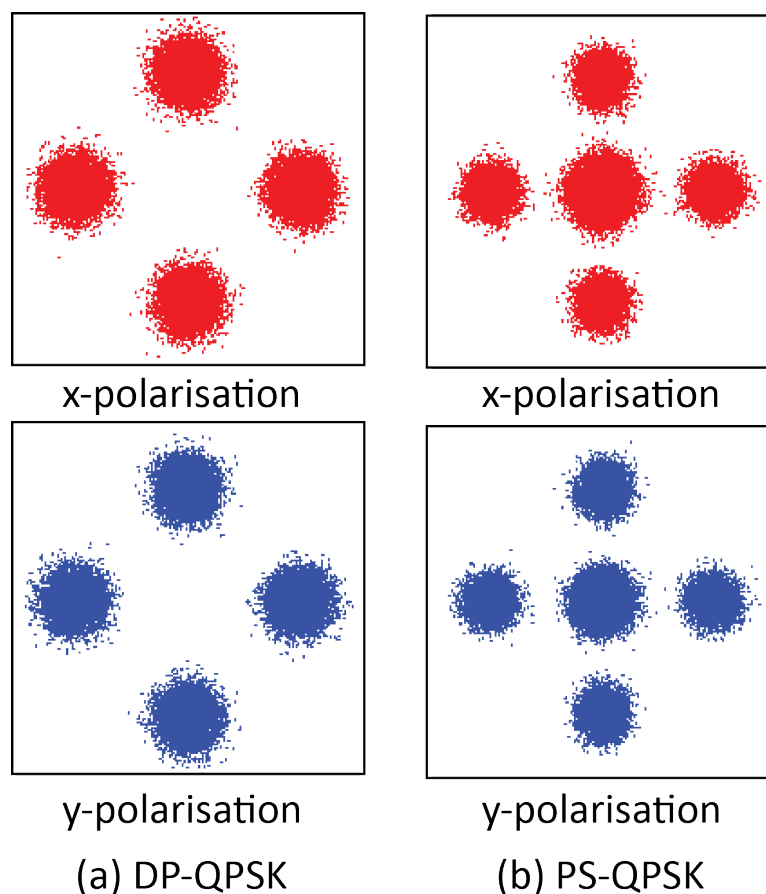 x-polarisation
x-polarisation
y-polarisation
y-polarisation
(a) DP-QPSK
(b) PS-QPSK